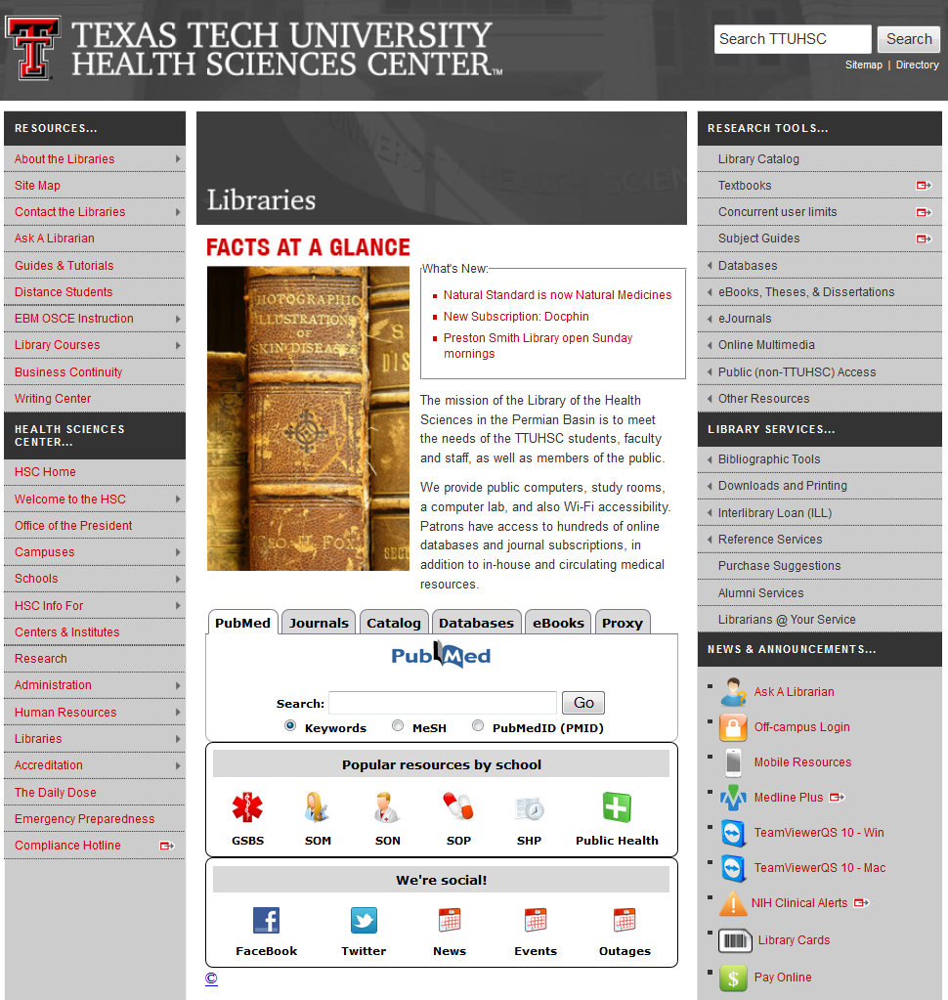 TEXAS TECH UNIVERSITY
HEALTH SCIENCES CENTER™
Search TTUHSC
Search
Sitemap | Directory
RESOURCES...
About the Libraries
Site Map
Contact the Libraries
Ask A Librarian
Guides & Tutorials
Distance Students
EBM OSCE Instruction
Library Courses
Business Continuity
Writing Center
HEALTH SCIENCES
CENTER...
HSC Home
Welcome to the HSC
Office of the President
Campuses
Schools
HSC Info For
Centers & Institutes
Research
Administration
Human Resources
Libraries
Accreditation
The Daily Dose
Emergency Preparedness
Compliance Hotline
Libraries
FACTS AT A GLANCE
PHOTOGRAPHIC
ILLUSTRATIONS
OF
SKIN DISEASES
GEO. H. FOX
What's New:
Natural Standard is now Natural Medicines
New Subscription: Docphin
Preston Smith Library open Sunday
mornings
The mission of the Library of the Health
Sciences in the Permian Basin is to meet
the needs of the TTUHSC students, faculty
and staff, as well as members of the public.
We provide public computers, study rooms,
a computer lab, and also Wi-Fi accessibility.
Patrons have access to hundreds of online
databases and journal subscriptions, in
addition to in-house and circulating medical
resources.
PubMed Journals Catalog Databases eBooks Proxy
PubMed
Search: Go
Keywords MeSH PubMedID (PMID)
Popular resources by school
GSBS SOM SON SOP SHP Public Health
We're social!
FaceBook Twitter News Events Outages
©
RESEARCH TOOLS...
Library Catalog
Textbooks
Concurrent user limits
Subject Guides
Databases
eBooks, Theses, & Dissertations
eJournals
Online Multimedia
Public (non-TTUHSC) Access
Other Resources
LIBRARY SERVICES...
Bibliographic Tools
Downloads and Printing
Interlibrary Loan (ILL)
Reference Services
Purchase Suggestions
Alumni Services
Librarians @ Your Service
NEWS & ANNOUNCEMENTS...
Ask A Librarian
Off-campus Login
Mobile Resources
Medline Plus
TeamViewerQS 10 - Win
TeamViewerQS 10 - Mac
NIH Clinical Alerts
Library Cards
Pay Online